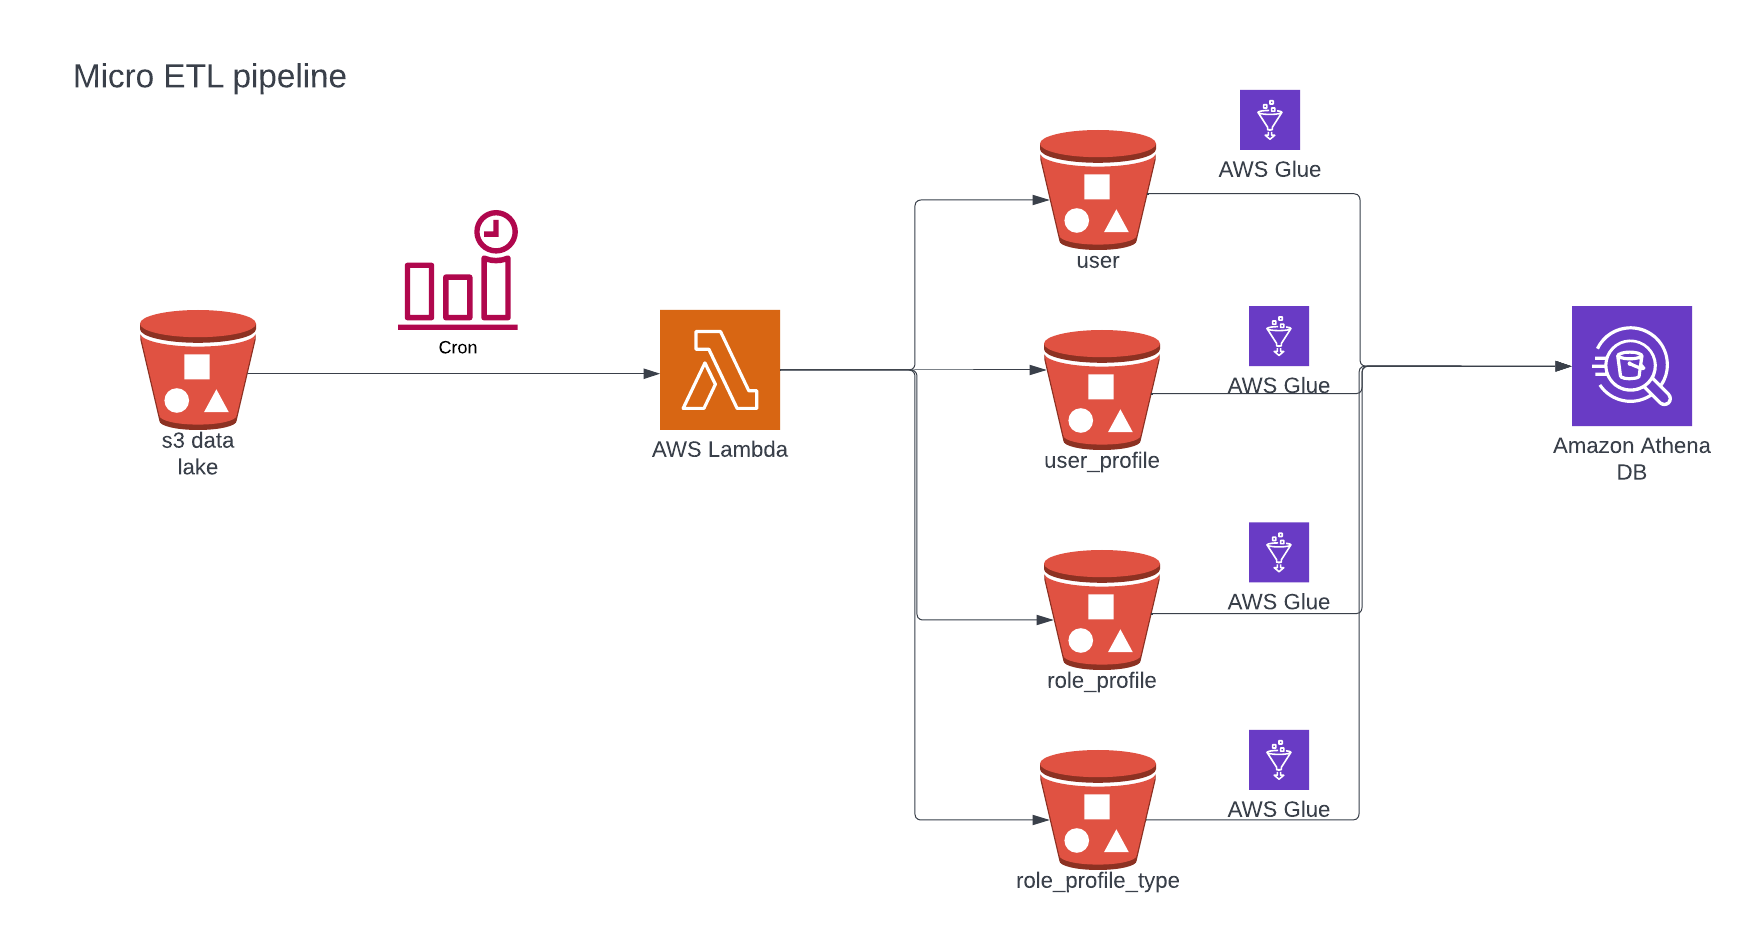 Micro ETL pipeline
Cron
s3 data
lake
AWS Lambda
user
AWS Glue
user_profile
AWS Glue
role_profile
AWS Glue
role_profile_type
AWS Glue
Amazon Athena
DB